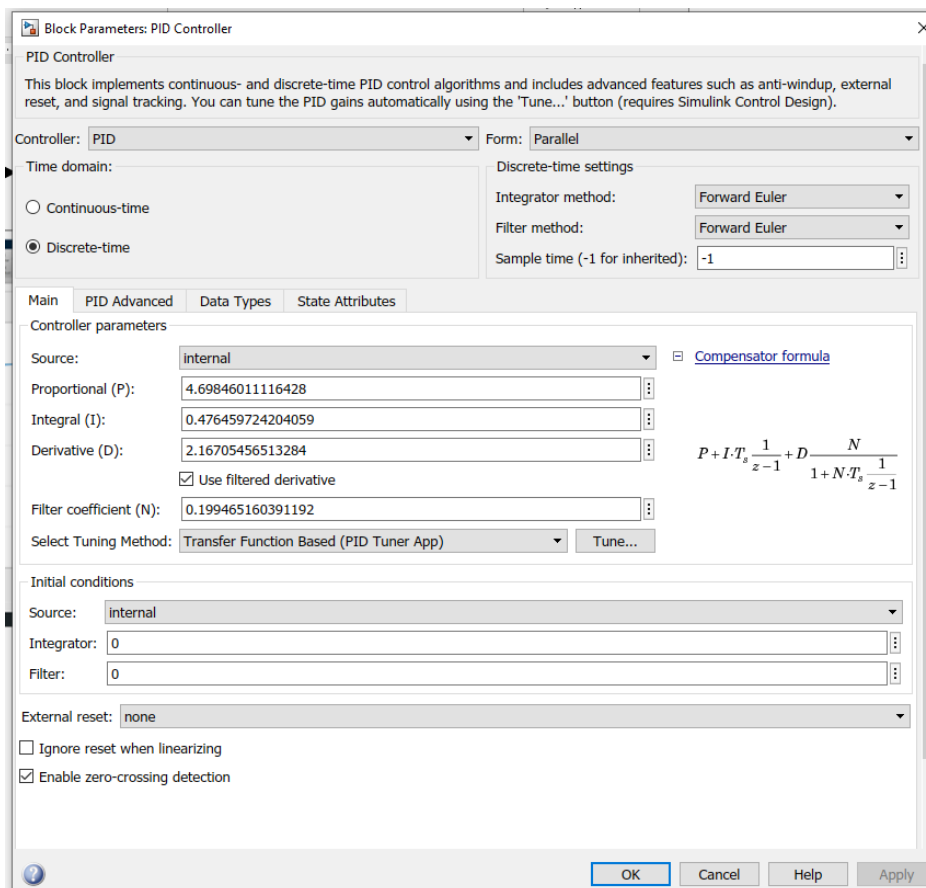 Block Parameters: PID Controller
PID Controller
This block implements continuous- and discrete-time PID control algorithms and includes advanced features such as anti-windup, external
reset, and signal tracking. You can tune the PID gains automatically using the 'Tune...' button (requires Simulink Control Design).
Controller: PID
Form: Parallel
Time domain:
Continuous-time
Discrete-time
Discrete-time settings
Integrator method: Forward Euler
Filter method: Forward Euler
Sample time (-1 for inherited): -1
Main PID Advanced Data Types State Attributes
Controller parameters
Source: internal
Proportional (P): 4.69846011116428
Integral (I): 0.476459724204059
Derivative (D): 2.16705456513284
Use filtered derivative
Filter coefficient (N): 0.199465160391192
Select Tuning Method: Transfer Function Based (PID Tuner App) Tune...
Compensator formula
P + I·T_s 1/(z−1) + D N/(1 + N·T_s 1/(z−1))
Initial conditions
Source: internal
Integrator: 0
Filter: 0
External reset: none
Ignore reset when linearizing
Enable zero-crossing detection
OK Cancel Help Apply